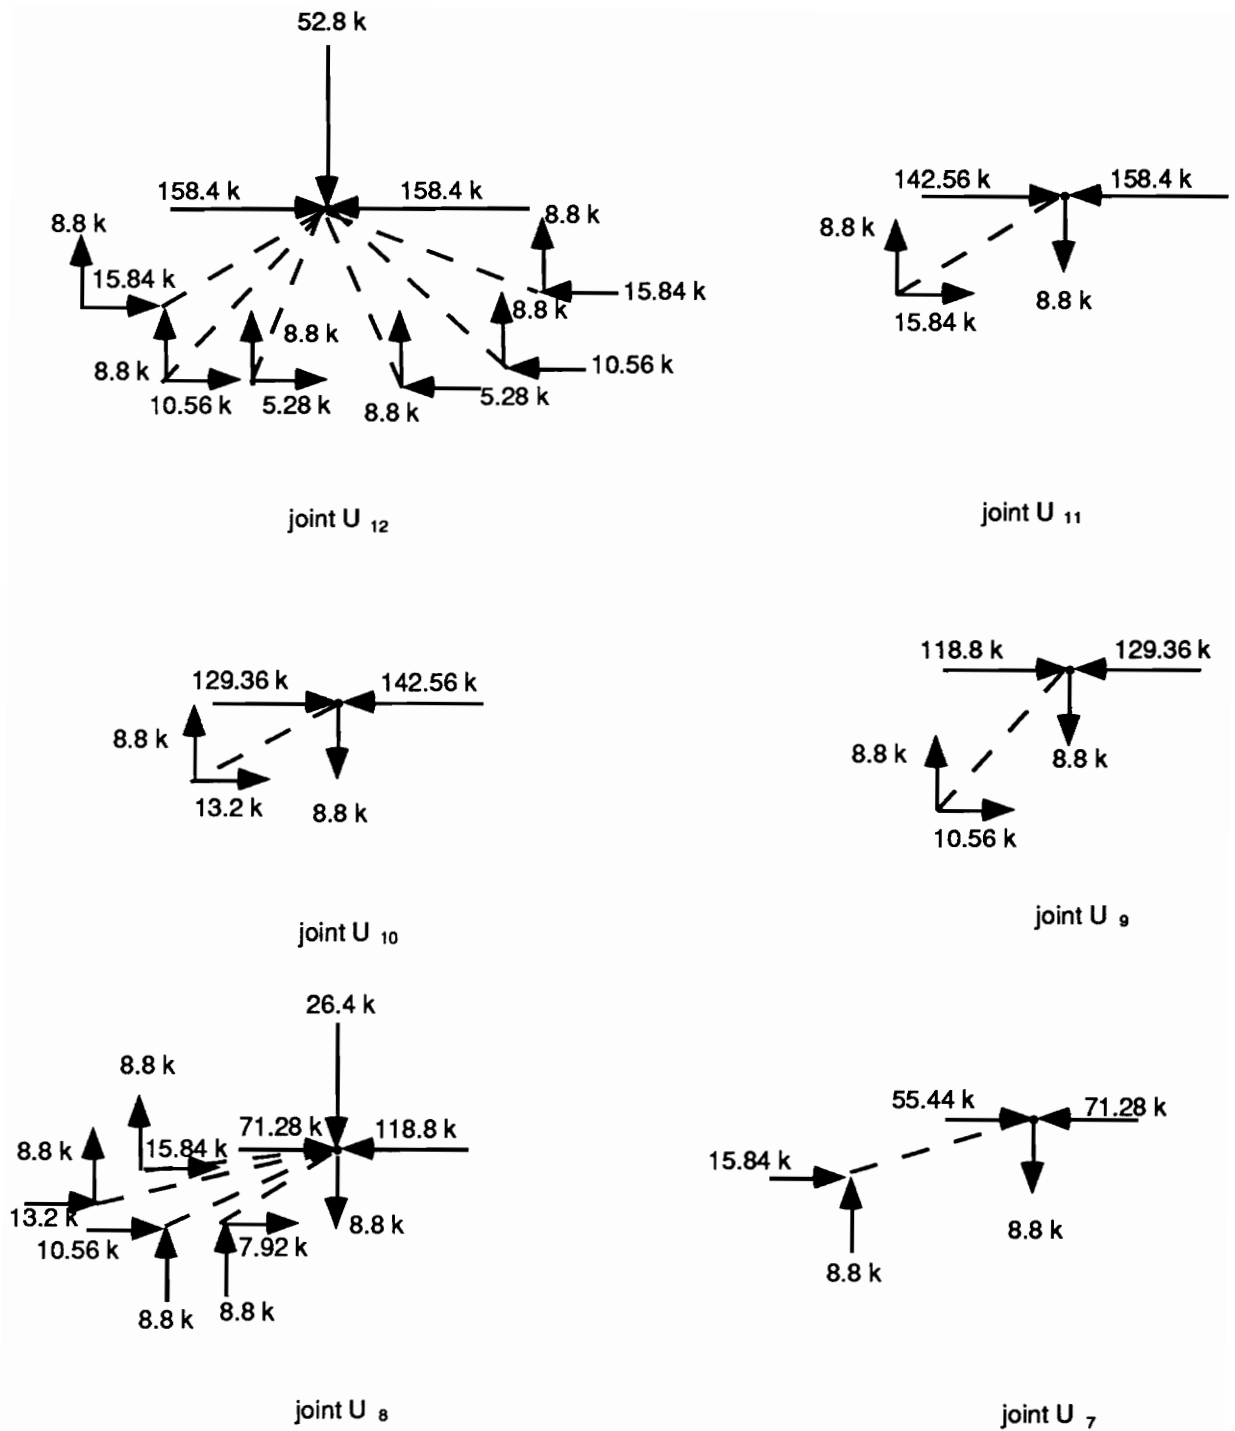 52.8 k
158.4 k
158.4 k
8.8 k
8.8 k
15.84 k
15.84 k
8.8 k
8.8 k
8.8 k
10.56 k
10.56 k
5.28 k
5.28 k
8.8 k
joint U 12
142.56 k
158.4 k
8.8 k
8.8 k
15.84 k
joint U 11
129.36 k
142.56 k
8.8 k
13.2 k
8.8 k
joint U 10
118.8 k
129.36 k
8.8 k
8.8 k
10.56 k
joint U 9
26.4 k
8.8 k
71.28 k
118.8 k
8.8 k
15.84 k
13.2 k
8.8 k
10.56 k
7.92 k
8.8 k
8.8 k
joint U 8
55.44 k
71.28 k
15.84 k
8.8 k
8.8 k
joint U 7